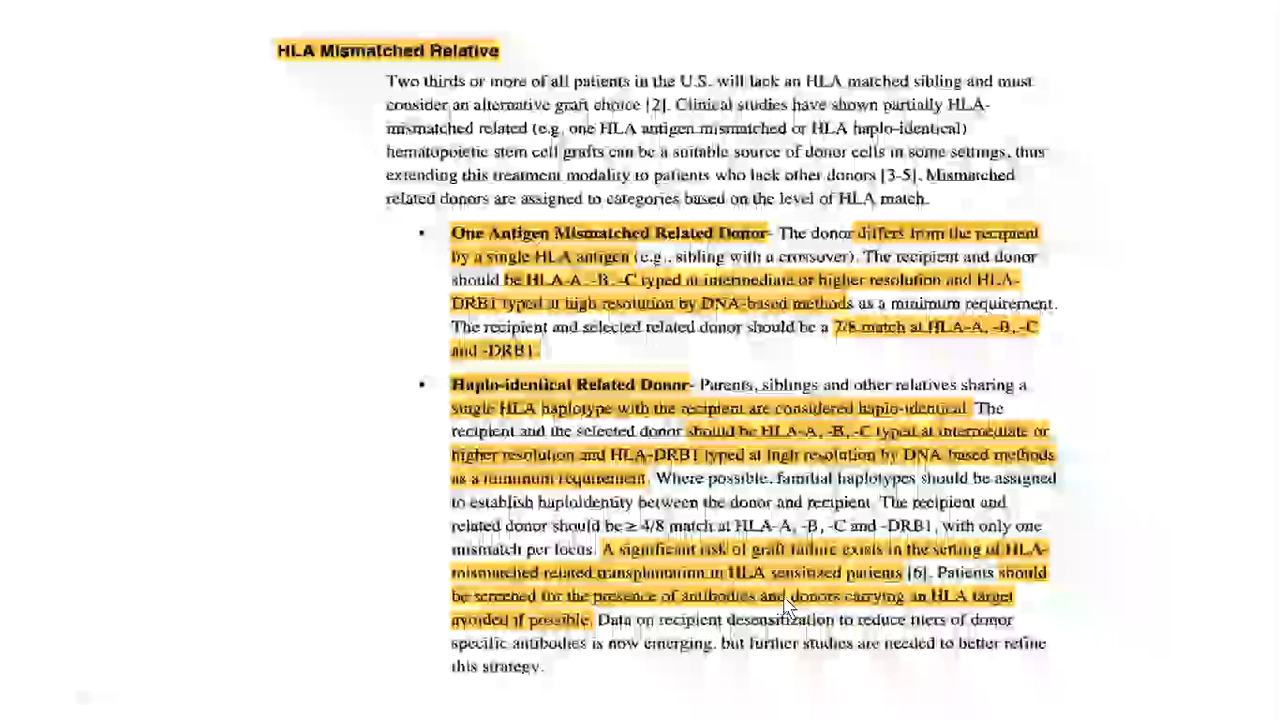 HLA Mismatched Relative
Two thirds or more of all patients in the U.S. will lack an HLA matched sibling and must
consider an alternative graft choice [2]. Clinical studies have shown partially HLA-
mismatched related (e.g. one HLA antigen mismatched or HLA haplo-identical)
hematopoietic stem cell grafts can be a suitable source of donor cells in some settings, thus
extending this treatment modality to patients who lack other donors [3-5]. Mismatched
related donors are assigned to categories based on the level of HLA match.
• One Antigen Mismatched Related Donor- The donor differs from the recipient
by a single HLA antigen (e.g., sibling with a crossover). The recipient and donor
should be HLA-A, -B, -C typed at intermediate or higher resolution and HLA-
DRB1 typed at high resolution by DNA-based methods as a minimum requirement.
The recipient and selected related donor should be a 7/8 match at HLA-A, -B, -C
and -DRB1.
• Haplo-identical Related Donor- Parents, siblings and other relatives sharing a
single HLA haplotype with the recipient are considered haplo-identical. The
recipient and the selected donor should be HLA-A, -B, -C typed at intermediate or
higher resolution and HLA-DRB1 typed at high resolution by DNA based methods
as a minimum requirement. Where possible, familial haplotypes should be assigned
to establish haploidentity between the donor and recipient. The recipient and
related donor should be ≥ 4/8 match at HLA-A, -B, -C and -DRB1, with only one
mismatch per locus. A significant risk of graft failure exists in the setting of HLA-
mismatched related transplantation in HLA sensitized patients [6]. Patients should
be screened for the presence of antibodies and donors carrying an HLA target
avoided if possible. Data on recipient desensitization to reduce titers of donor
specific antibodies is now emerging, but further studies are needed to better refine
this strategy.